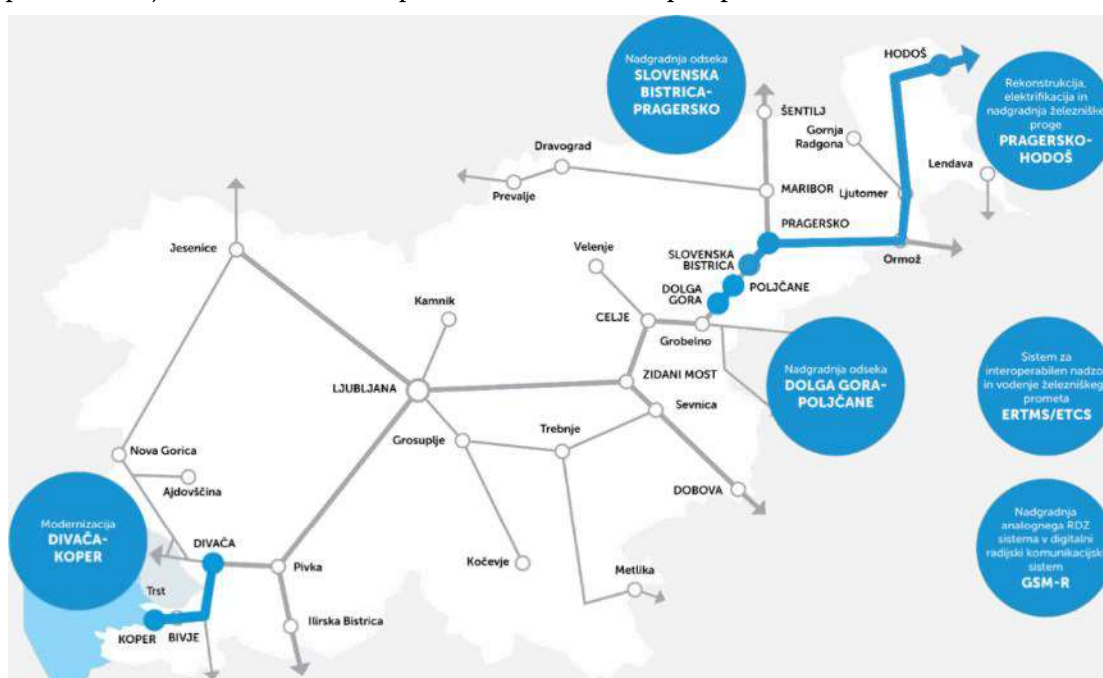 HODOŠ
Nadgradnja odseka
SLOVENSKA
BISTRICA-
PRAGERSKO
Rekonstrukcija,
elektrifikacija in
nadgradnja železniške
proge
PRAGERSKO-
HODOŠ
ŠENTILJ
Gornja
Radgona
Dravograd
Lendava
Prevalje
MARIBOR
Ljutomer
PRAGERSKO
Jesenice
Velenje
SLOVENSKA
BISTRICA
Ormož
Kamnik
DOLGA
GORA
POLJČANE
CELJE
Grobelno
Nadgradnja odseka
DOLGA GORA-
POLJČANE
Sistem za
interoperabilen nadzo
in vodenje železniškeg
prometa
ERTMS/ETCS
LJUBLJANA
ZIDANI MOST
Sevnica
Grosuplje
Trebnje
Nova Gorica
Ajdovščina
DOBOVA
Nadgradnja
analognega RDZ
sistema v digitalni
radijski komunikacijski
sistem
GSM-R
Modernizacija
DIVAČA-
KOPER
DIVAČA
Pivka
Kočevje
Metlika
Trst
KOPER
BIVJE
Ilirska Bistrica